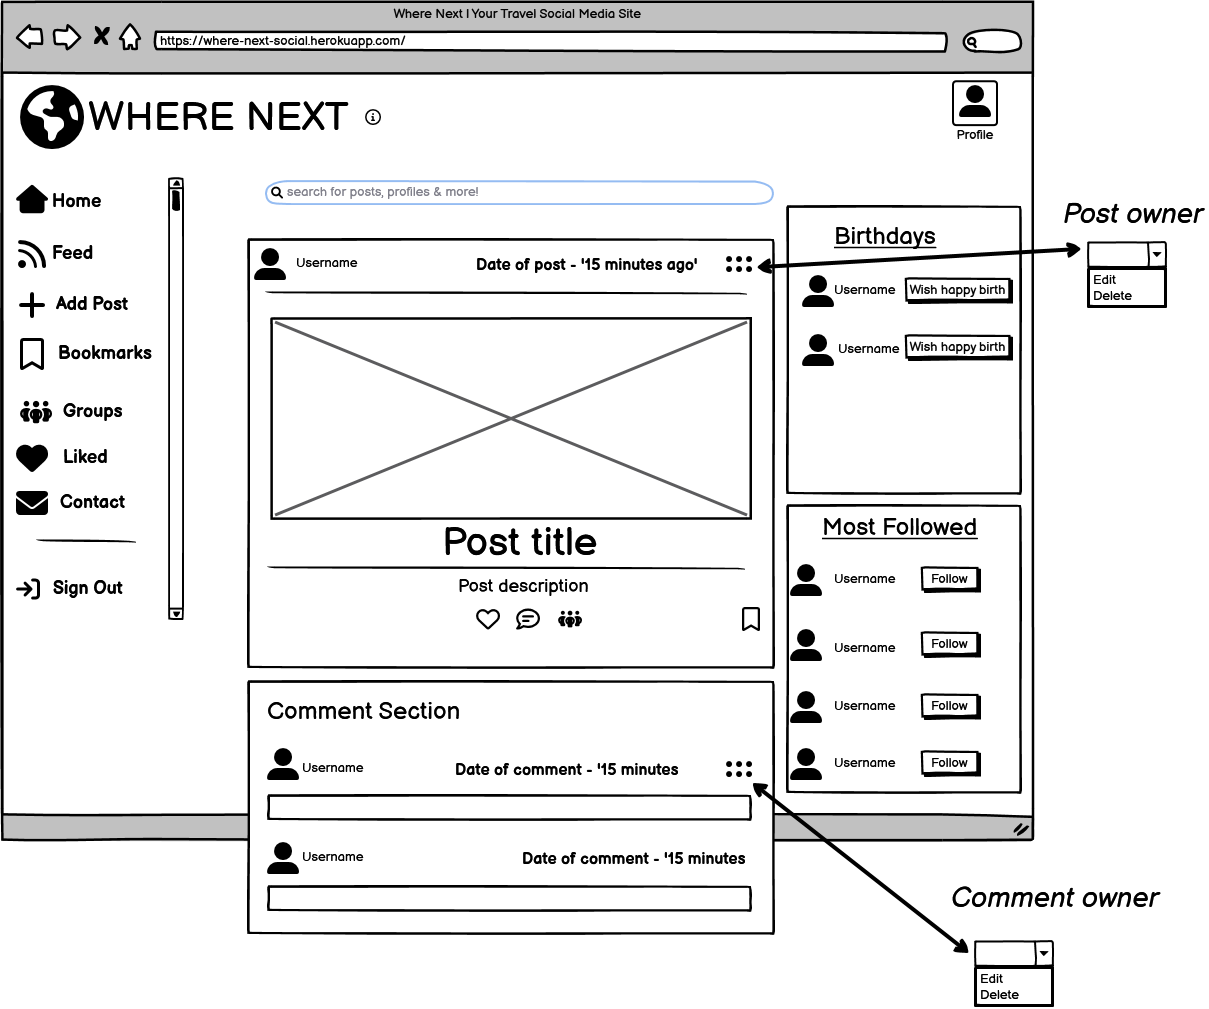 Where Next | Your Travel Social Media Site
https://where-next-social.herokuapp.com/
WHERE NEXT
Profile
Home
Feed
Add Post
Bookmarks
Groups
Liked
Contact
Sign Out
search for posts, profiles & more!
Username
Date of post - '15 minutes ago'
Post title
Post description
Comment Section
Username
Date of comment - '15 minutes
Username
Date of comment - '15 minutes
Birthdays
Username
Wish happy birth
Username
Wish happy birth
Most Followed
Username
Follow
Username
Follow
Username
Follow
Username
Follow
Post owner
Edit
Delete
Comment owner
Edit
Delete